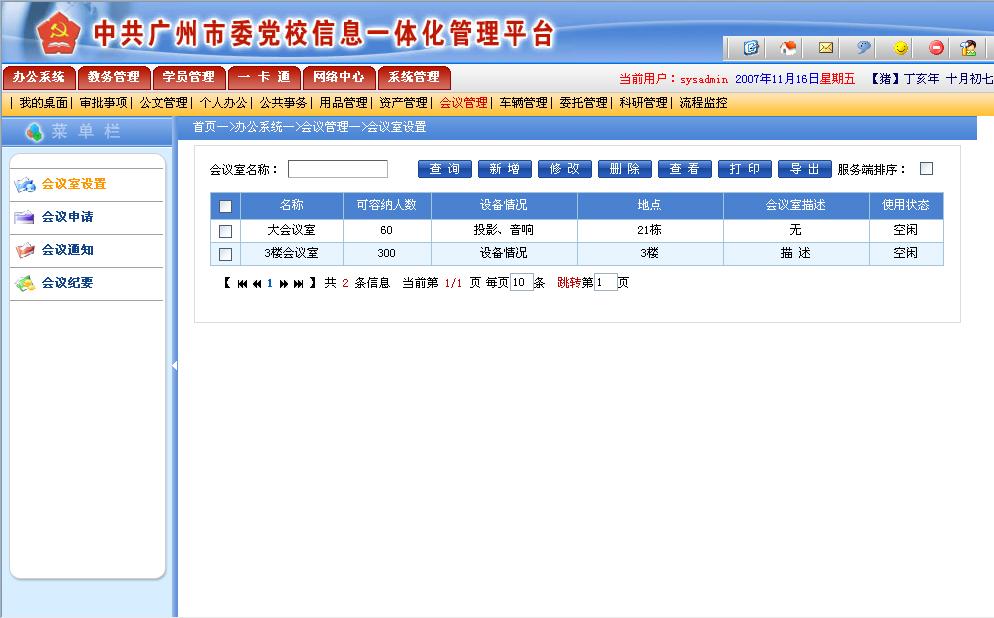 中共广州市委党校信息一体化管理平台
办公系统 教务管理 学员管理 一 卡 通 网络中心 系统管理 当前用户：sysadmin 2007年11月16日星期五 【猪】丁亥年 十月初七
| 我的桌面| 审批事项| 公文管理| 个人办公| 公共事务| 用品管理| 资产管理| 会议管理| 车辆管理| 委托管理| 科研管理| 流程监控
菜 单 栏
首页—>办公系统—>会议管理—>会议室设置
会议室设置
会议申请
会议通知
会议纪要
会议室名称： 查 询 新 增 修 改 删 除 查 看 打 印 导 出 服务端排序：
名称 可容纳人数 设备情况 地点 会议室描述 使用状态
大会议室 60 投影、音响 21栋 无 空闲
3楼会议室 300 设备情况 3楼 描 述 空闲
【 1 】 共 2 条信息 当前第 1/1 页 每页10条 跳转第1页